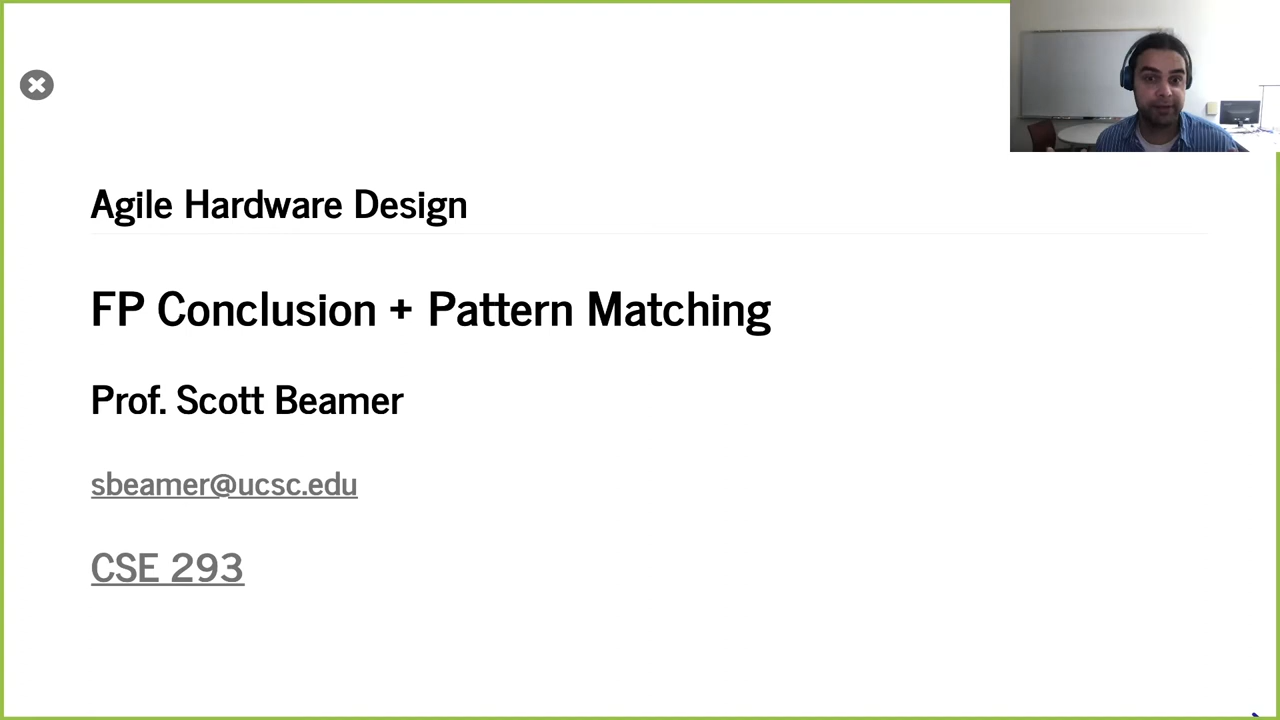 Agile Hardware Design
FP Conclusion + Pattern Matching
Prof. Scott Beamer
sbeamer@ucsc.edu
CSE 293